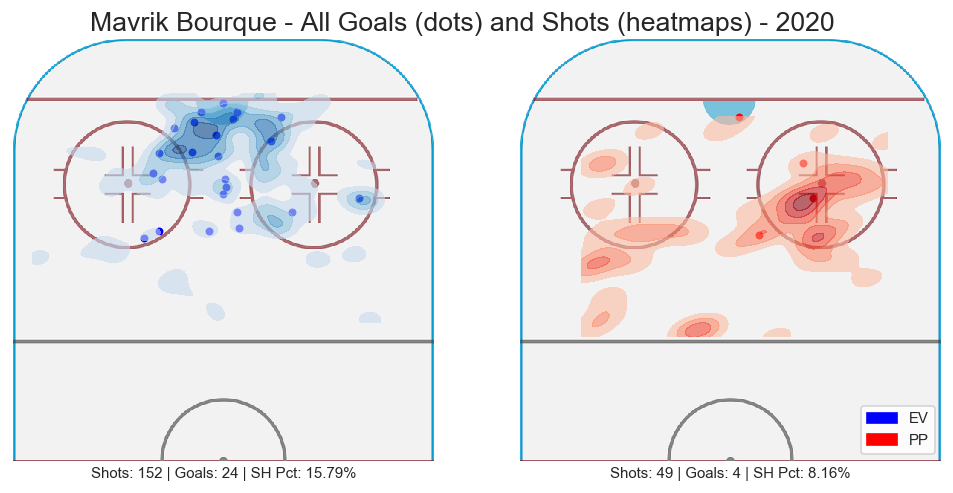 Mavrik Bourque - All Goals (dots) and Shots (heatmaps) - 2020
EV
PP
Shots: 152 | Goals: 24 | SH Pct: 15.79%
Shots: 49 | Goals: 4 | SH Pct: 8.16%